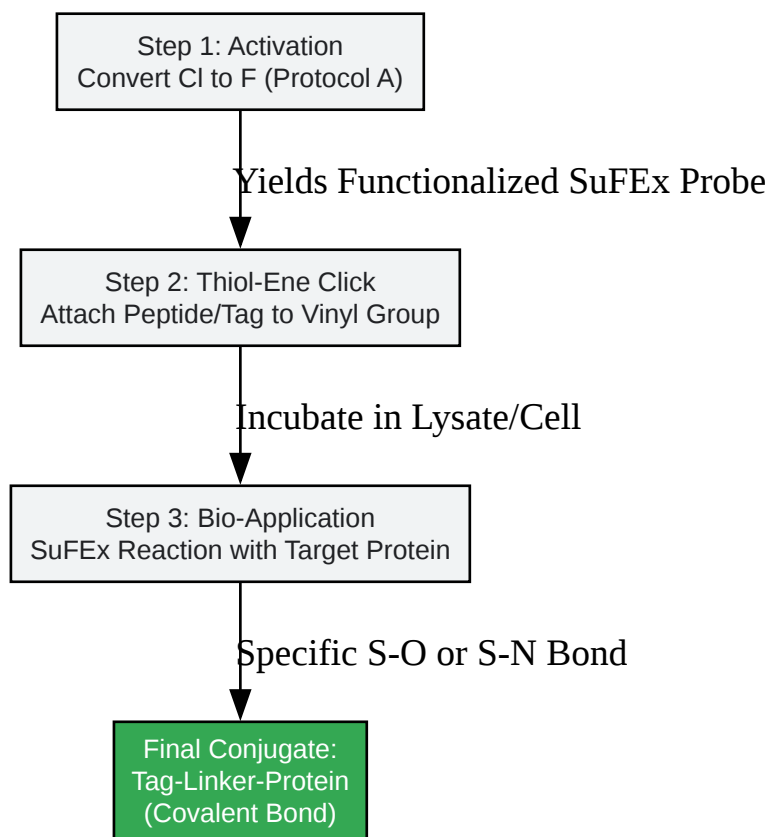 Step 1: Activation
Convert Cl to F (Protocol A)
Yields Functionalized SuFEx Probe
Step 2: Thiol-Ene Click
Attach Peptide/Tag to Vinyl Group
Incubate in Lysate/Cell
Step 3: Bio-Application
SuFEx Reaction with Target Protein
Specific S-O or S-N Bond
Final Conjugate:
Tag-Linker-Protein
(Covalent Bond)